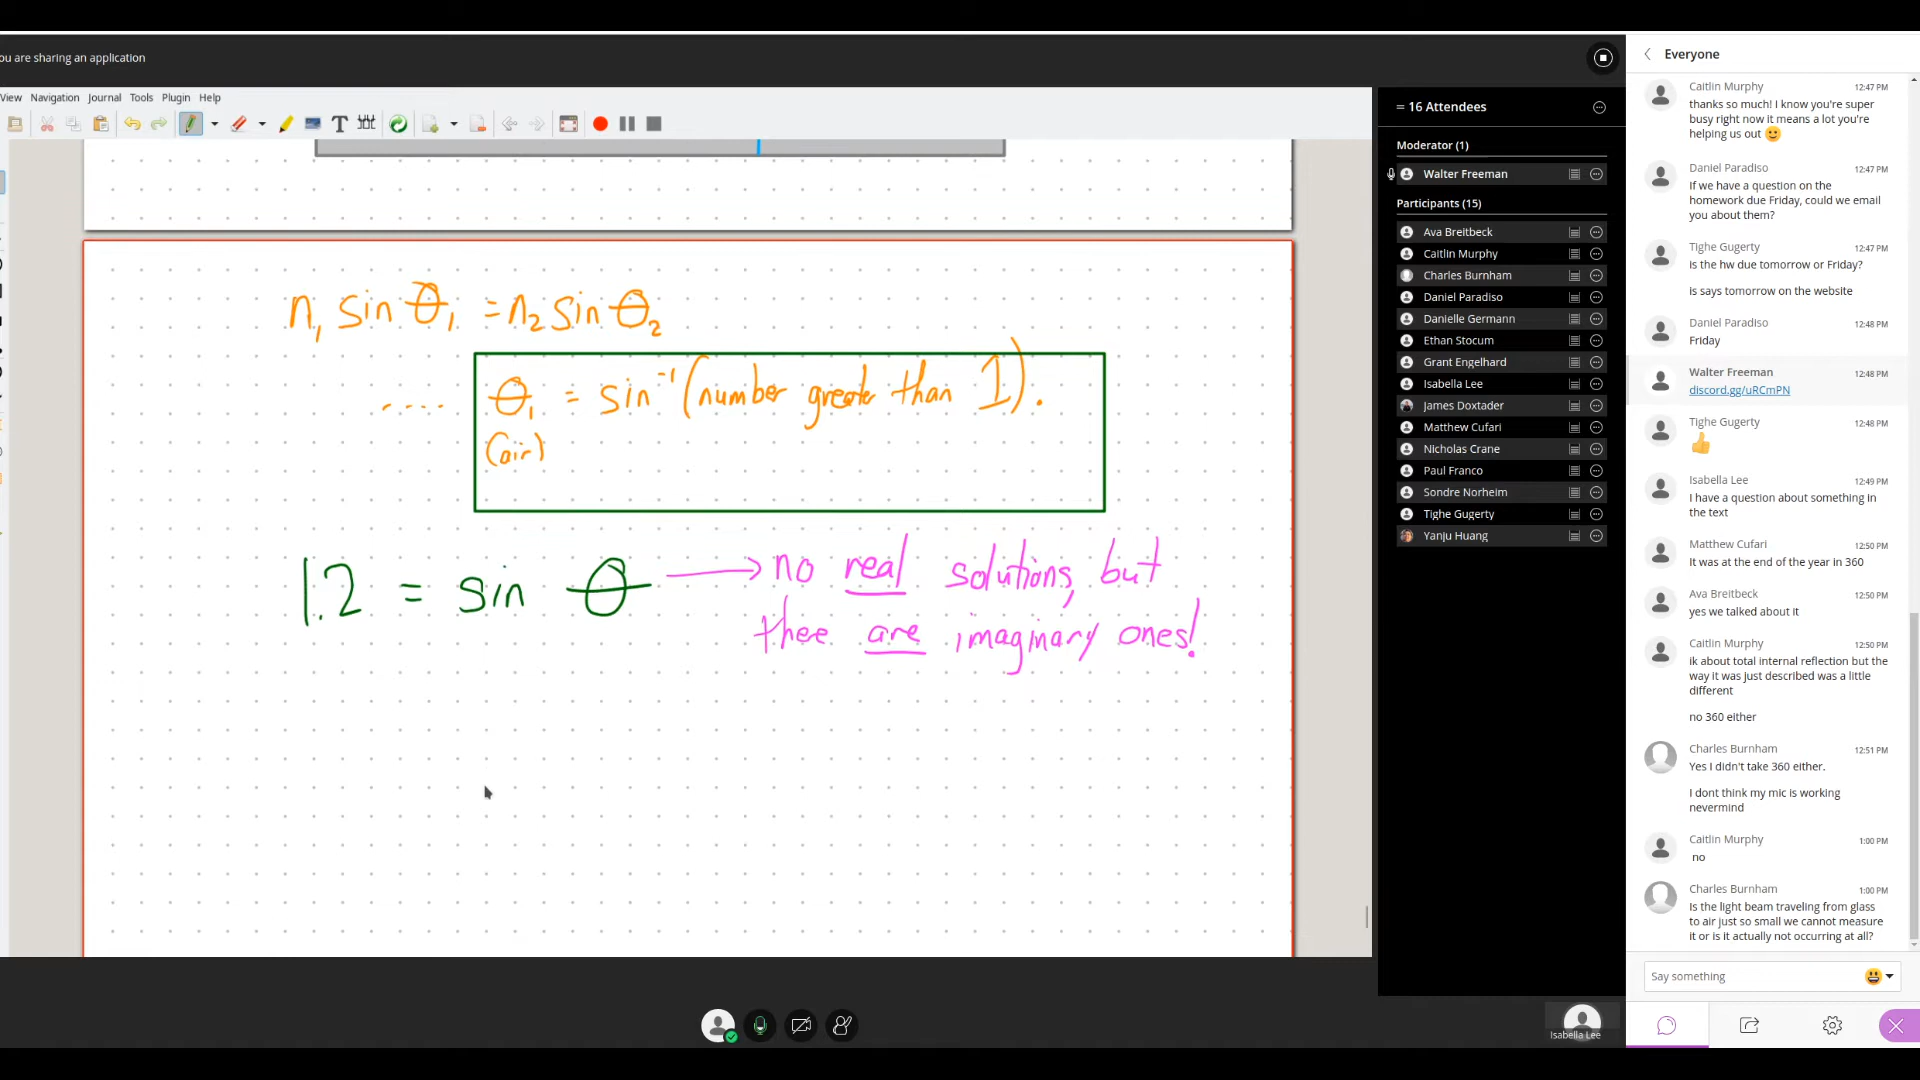 ou are sharing an application
View Navigation Journal Tools Plugin Help
n₁ sin θ₁ = n₂ sin θ₂
.... θ₁ = sin⁻¹ (number greater than 1).
(air)
1.2 = sin θ → no real solutions, but
there are imaginary ones!
16 Attendees
Moderator (1)
Walter Freeman
Participants (15)
Ava Breitbeck
Caitlin Murphy
Charles Burnham
Daniel Paradiso
Danielle Germann
Ethan Stocum
Grant Engelhard
Isabella Lee
James Doxtader
Matthew Cufari
Nicholas Crane
Paul Franco
Sondre Norheim
Tighe Gugerty
Yanju Huang
Isabella Lee
Everyone
Caitlin Murphy 12:47 PM
thanks so much! I know you're super
busy right now it means a lot you're
helping us out 🙂
Daniel Paradiso 12:47 PM
If we have a question on the
homework due Friday, could we email
you about them?
Tighe Gugerty 12:47 PM
Is the hw due tomorrow or Friday?
is says tomorrow on the website
Daniel Paradiso 12:48 PM
Friday
Walter Freeman 12:48 PM
discord.gg/uRCmPN
Tighe Gugerty 12:48 PM
👍
Isabella Lee 12:49 PM
I have a question about something in
the text
Matthew Cufari 12:50 PM
It was at the end of the year in 360
Ava Breitbeck 12:50 PM
yes we talked about it
Caitlin Murphy 12:50 PM
ik about total internal reflection but the
way it was just described was a little
different
no 360 either
Charles Burnham 12:51 PM
Yes I didn't take 360 either.
I dont think my mic is working
nevermind
Caitlin Murphy 1:00 PM
no
Charles Burnham 1:00 PM
Is the light beam traveling from glass
to air just so small we cannot measure
it or is it actually not occurring at all?
Say something